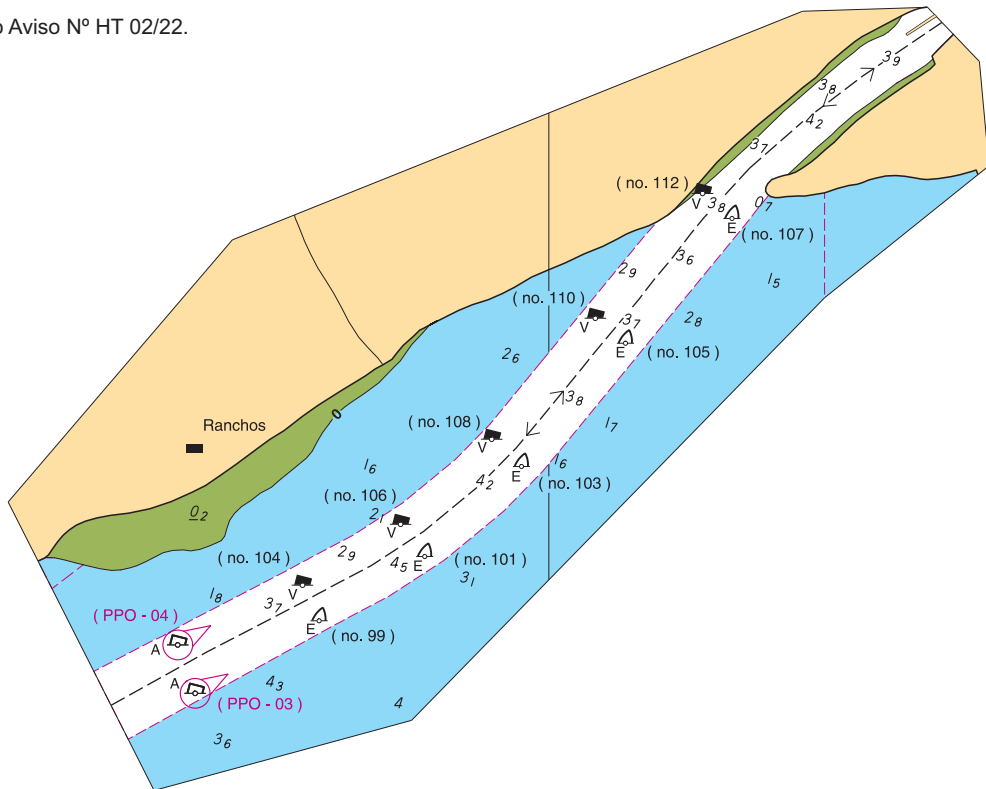 o Aviso Nº HT 02/22.
3₉
3₈
4₂
3₇
( no. 112 )
V
3₈
0₇
E
( no. 107 )
3₆
2₉
1₅
( no. 110 )
V
3₇
2₈
E
( no. 105 )
2₆
3₈
( no. 108 )
V
1₇
Ranchos
1₆
1₆
E
4₂
( no. 103 )
( no. 106 )
0₂
2₁
V
2₉
( no. 104 )
4₅
E
( no. 101 )
3₁
V
1₈
3₇
( PPO - 04 )
E
( no. 99 )
A
A
4₃
( PPO - 03 )
4
3₆